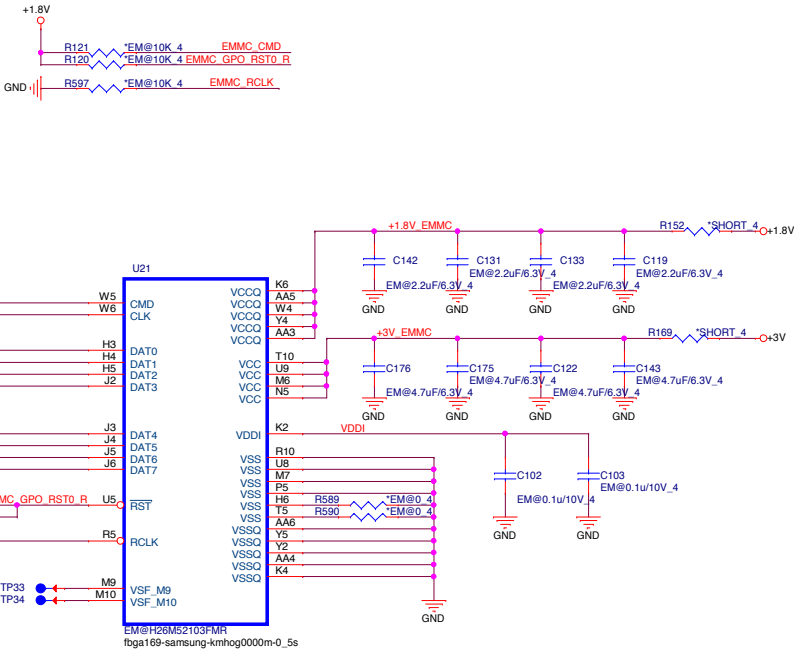 +1.8V
R121 *EM@10K_4 EMMC_CMD
R120 *EM@10K_4 EMMC_GPO_RST0_R
GND R597 *EM@10K_4 EMMC_RCLK
+1.8V_EMMC R152 *SHORT_4 +1.8V
C142 C131 C133 C119
EM@2.2uF/6.3V_4 EM@2.2uF/6.3V_4 EM@2.2uF/6.3V_4 EM@2.2uF/6.3V_4
GND GND GND GND
+3V_EMMC R169 *SHORT_4 +3V
C176 C175 C122 C143
EM@4.7uF/6.3V_4 EM@4.7uF/6.3V_4 EM@4.7uF/6.3V_4 EM@4.7uF/6.3V_4
GND GND GND GND
U21
W5 CMD
W6 CLK
H3 DAT0
H4 DAT1
H5 DAT2
J2 DAT3
J3 DAT4
J4 DAT5
J5 DAT6
J6 DAT7
MC_GPO_RST0_R U5 RST
R5 RCLK
TP33 M9 VSF_M9
TP34 M10 VSF_M10
VCCQ K6
VCCQ AA5
VCCQ W4
VCCQ Y4
VCCQ AA3
VCC T10
VCC U9
VCC M6
VCC N5
VDDI K2 VDDI
VSS R10
VSS U8
VSS M7
VSS P5
VSS H6 R589 *EM@0_4
VSS T5 R590 *EM@0_4
VSSQ AA6
VSSQ Y5
VSSQ Y2
VSSQ AA4
VSSQ K4
GND
C102 C103
EM@0.1u/10V_4 EM@0.1u/10V_4
GND GND
EM@H26M52103FMR
fbga169-samsung-kmhog0000m-0_5s